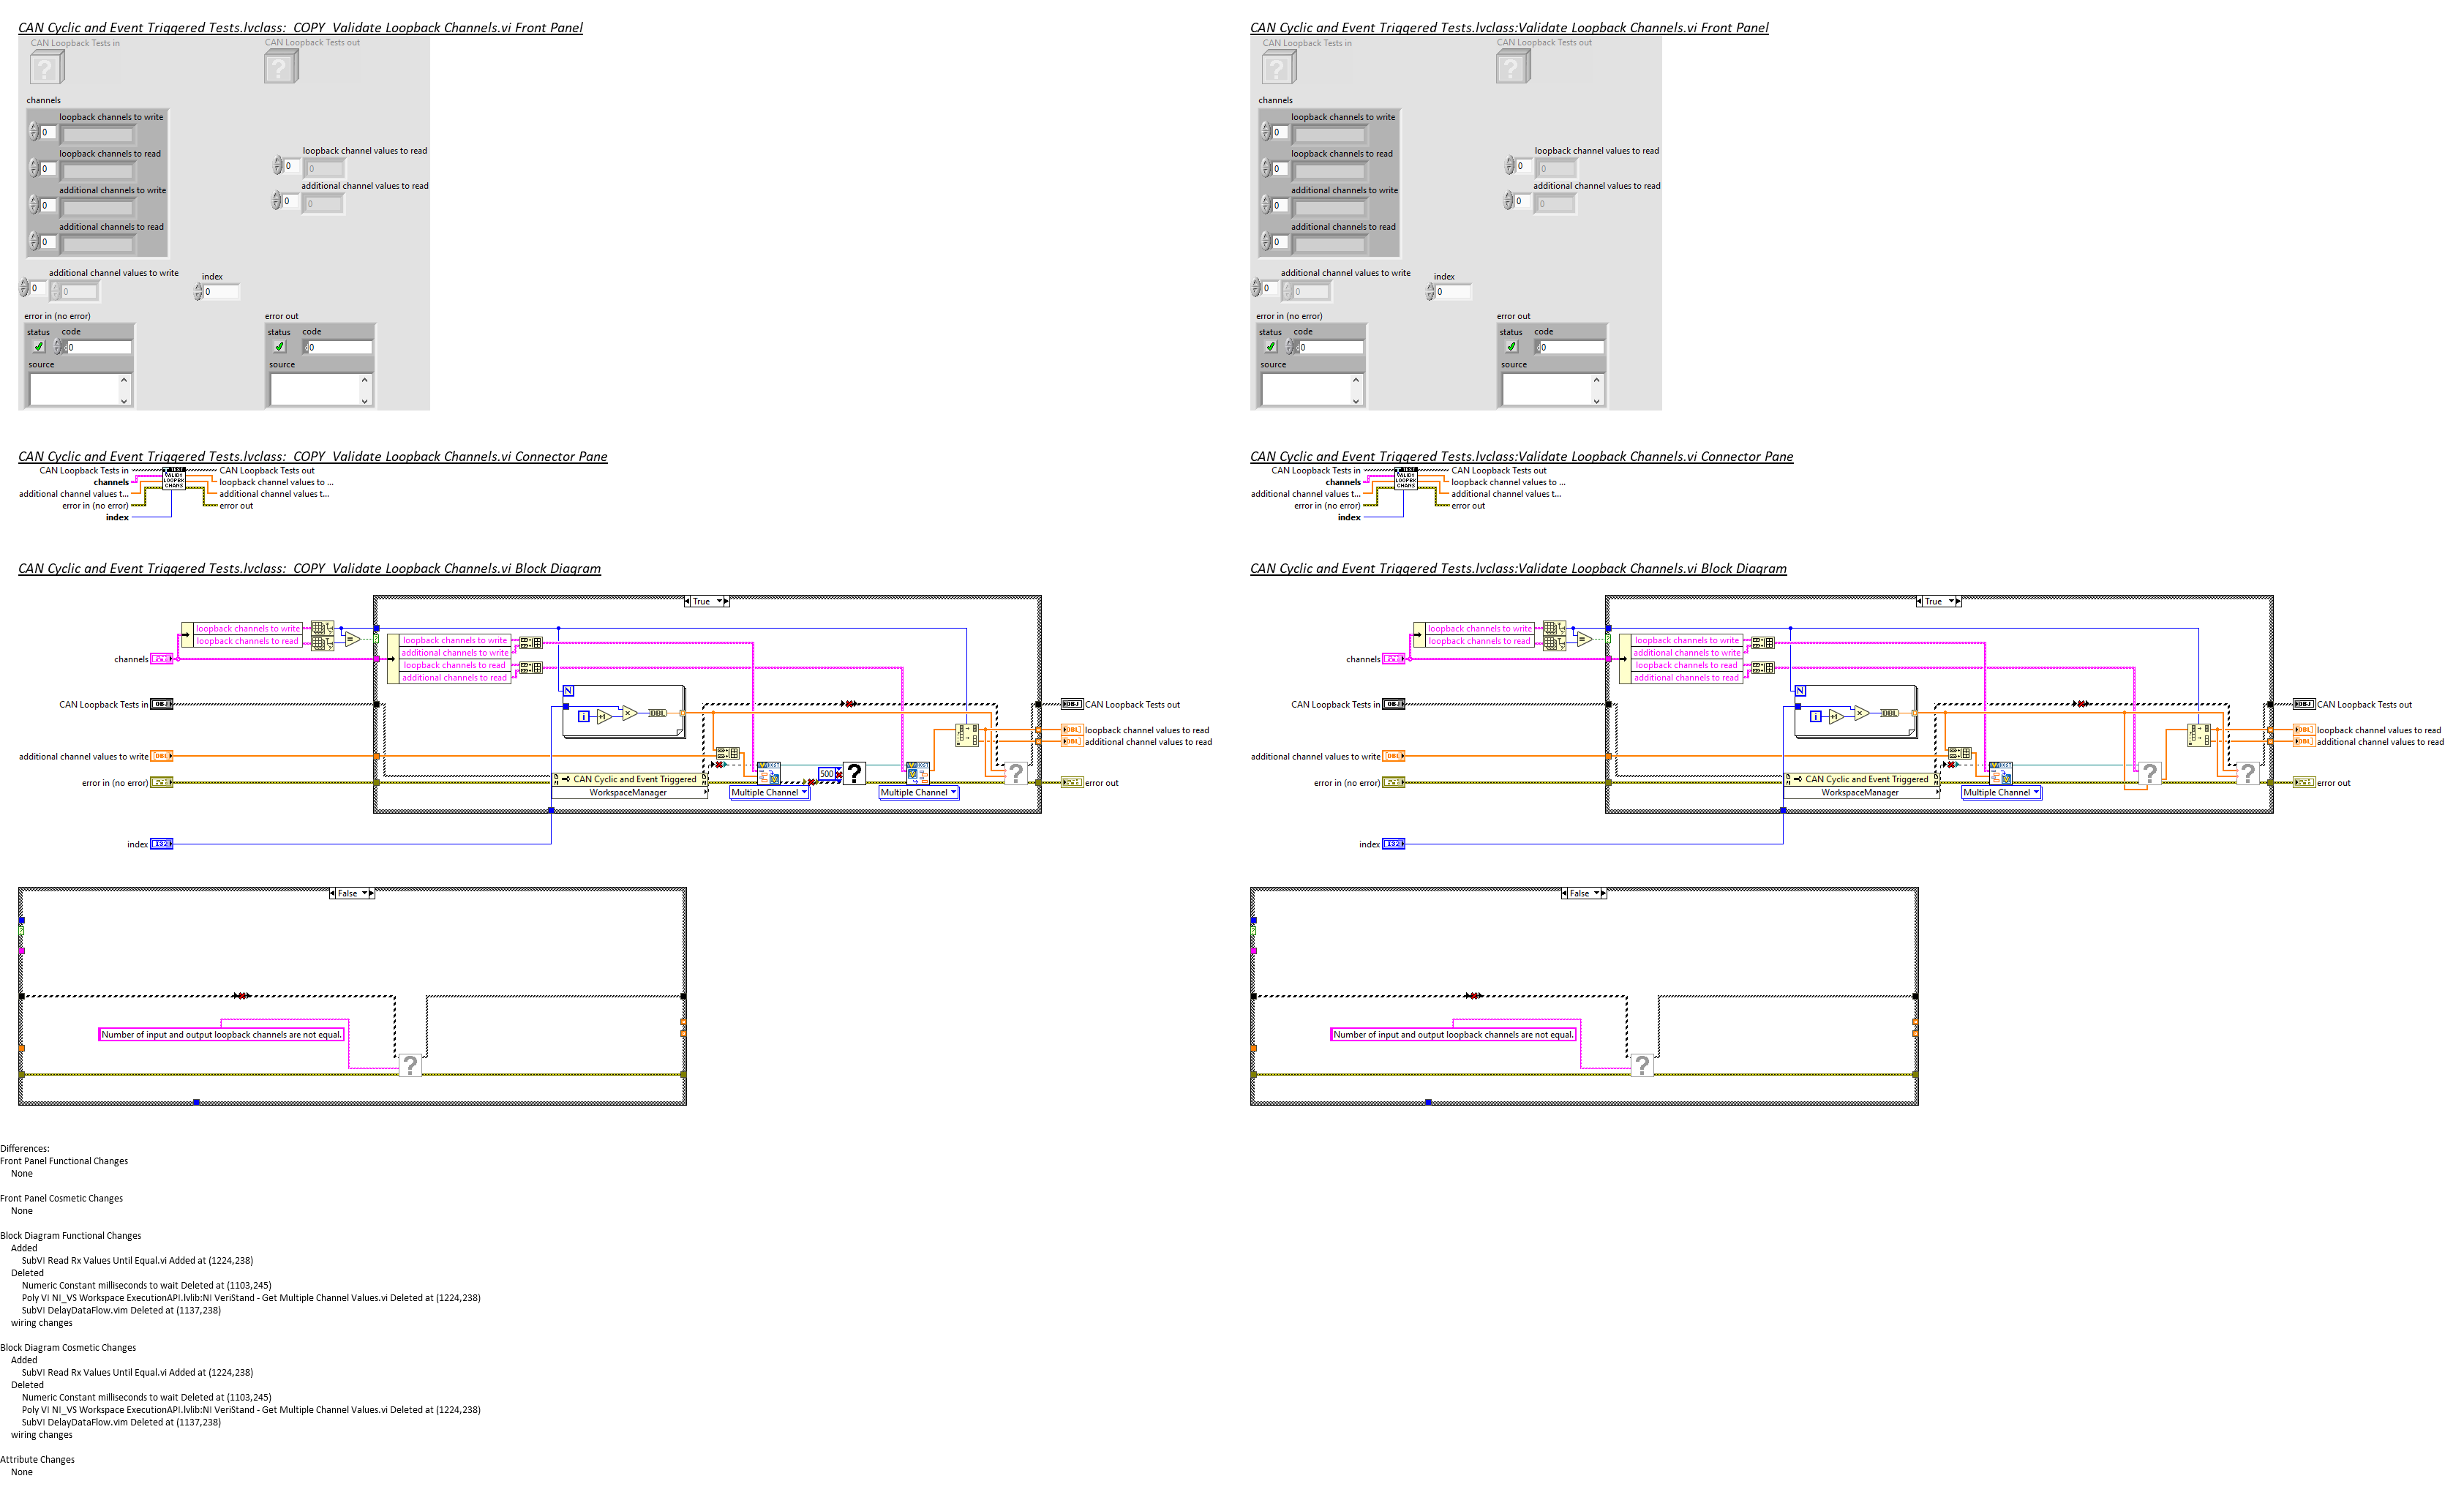 CAN Cyclic and Event Triggered Tests.lvclass:  COPY  Validate Loopback Channels.vi Front Panel
CAN Loopback Tests in
CAN Loopback Tests out
channels
loopback channels to write
0
loopback channels to read
0
additional channels to write
0
additional channels to read
0
loopback channel values to read
0
0
additional channel values to read
0
0
additional channel values to write
0
0
index
0
error in (no error)
status code
0
source
error out
status code
0
source
CAN Cyclic and Event Triggered Tests.lvclass:  COPY  Validate Loopback Channels.vi Connector Pane
CAN Loopback Tests in
channels
additional channel values t...
error in (no error)
index
TEST
LOOPBK
CHANS
CAN Loopback Tests out
loopback channel values to ...
additional channel values t...
error out
CAN Cyclic and Event Triggered Tests.lvclass:  COPY  Validate Loopback Channels.vi Block Diagram
True
loopback channels to write
loopback channels to read
channels
loopback channels to write
additional channels to write
loopback channels to read
additional channels to read
N
i
DBL
CAN Loopback Tests in
OBJ
OBJ
CAN Loopback Tests out
DBL
loopback channel values to read
DBL
additional channel values to read
additional channel values to write
DBL
500
?
?
CAN Cyclic and Event Triggered
WorkspaceManager
Multiple Channel
Multiple Channel
error in (no error)
error out
index
I32
False
Number of input and output loopback channels are not equal.
?
CAN Cyclic and Event Triggered Tests.lvclass:Validate Loopback Channels.vi Front Panel
CAN Loopback Tests in
CAN Loopback Tests out
channels
loopback channels to write
0
loopback channels to read
0
additional channels to write
0
additional channels to read
0
loopback channel values to read
0
0
additional channel values to read
0
0
additional channel values to write
0
0
index
0
error in (no error)
status code
0
source
error out
status code
0
source
CAN Cyclic and Event Triggered Tests.lvclass:Validate Loopback Channels.vi Connector Pane
CAN Loopback Tests in
channels
additional channel values t...
error in (no error)
index
TEST
LOOPBK
CHANS
CAN Loopback Tests out
loopback channel values to ...
additional channel values t...
error out
CAN Cyclic and Event Triggered Tests.lvclass:Validate Loopback Channels.vi Block Diagram
True
loopback channels to write
loopback channels to read
channels
loopback channels to write
additional channels to write
loopback channels to read
additional channels to read
N
i
DBL
CAN Loopback Tests in
OBJ
OBJ
CAN Loopback Tests out
DBL
loopback channel values to read
DBL
additional channel values to read
additional channel values to write
DBL
?
?
CAN Cyclic and Event Triggered
WorkspaceManager
Multiple Channel
error in (no error)
error out
index
I32
False
Number of input and output loopback channels are not equal.
?
Differences:
Front Panel Functional Changes
None
Front Panel Cosmetic Changes
None
Block Diagram Functional Changes
Added
SubVI Read Rx Values Until Equal.vi Added at (1224,238)
Deleted
Numeric Constant milliseconds to wait Deleted at (1103,245)
Poly VI NI_VS Workspace ExecutionAPI.lvlib:NI VeriStand - Get Multiple Channel Values.vi Deleted at (1224,238)
SubVI DelayDataFlow.vim Deleted at (1137,238)
wiring changes
Block Diagram Cosmetic Changes
Added
SubVI Read Rx Values Until Equal.vi Added at (1224,238)
Deleted
Numeric Constant milliseconds to wait Deleted at (1103,245)
Poly VI NI_VS Workspace ExecutionAPI.lvlib:NI VeriStand - Get Multiple Channel Values.vi Deleted at (1224,238)
SubVI DelayDataFlow.vim Deleted at (1137,238)
wiring changes
Attribute Changes
None